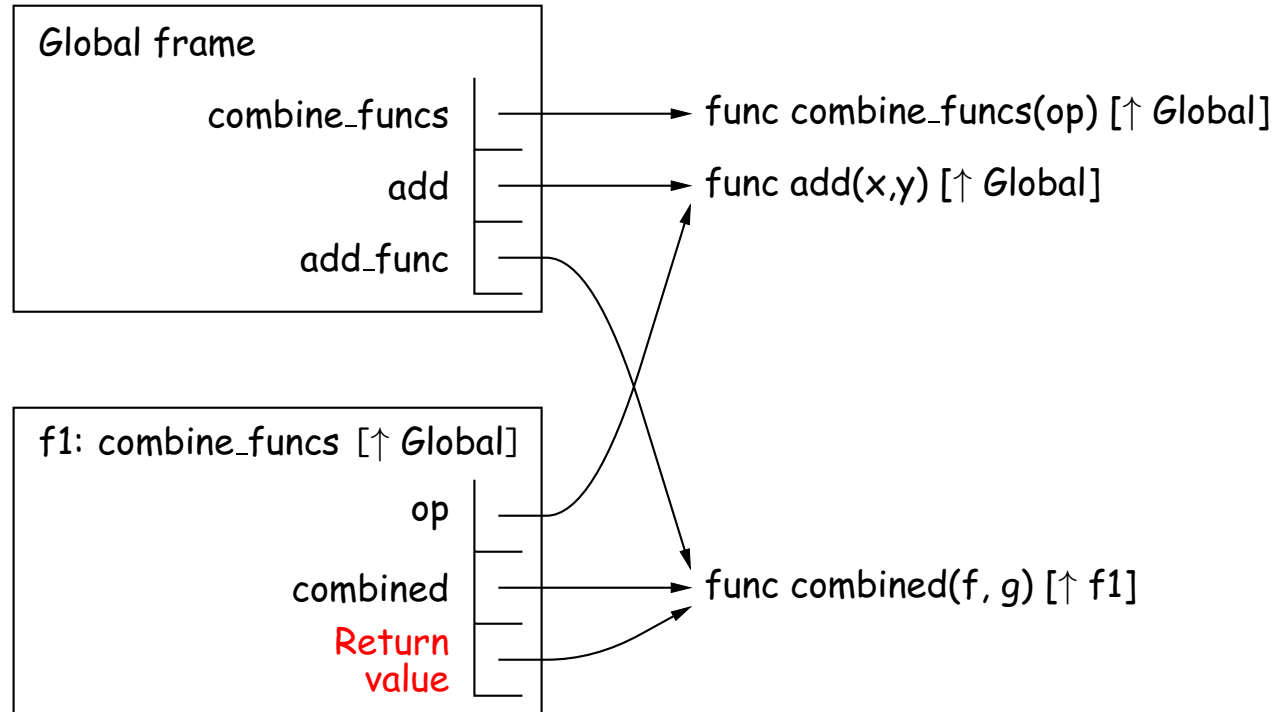 Global frame
combine_funcs
func combine_funcs(op) [↑ Global]
add
func add(x,y) [↑ Global]
add_func
f1: combine_funcs [↑ Global]
op
combined
func combined(f, g) [↑ f1]
Return
value